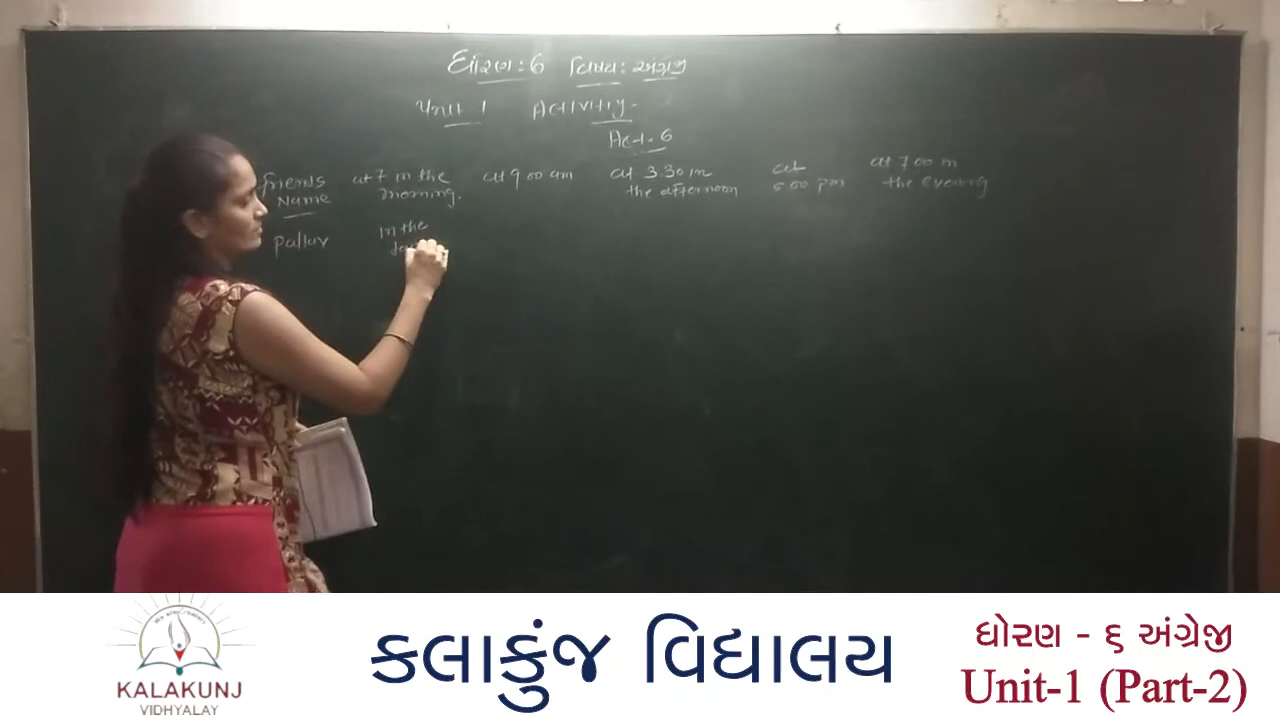 ધોરણ : 6 વિષય : અંગ્રેજી
યુનિટ 1
Act - 6
friends Name
at 7 in the morning.
at 9 00 am
at 3.30 in the afternoon
at 5 00 pm
at 7 00 in the evening
pallav
in the
KALAKUNJ
VIDHYALAY
કલાકુંજ વિદ્યાલય
ધોરણ - ૬ અંગ્રેજી
Unit-1 (Part-2)